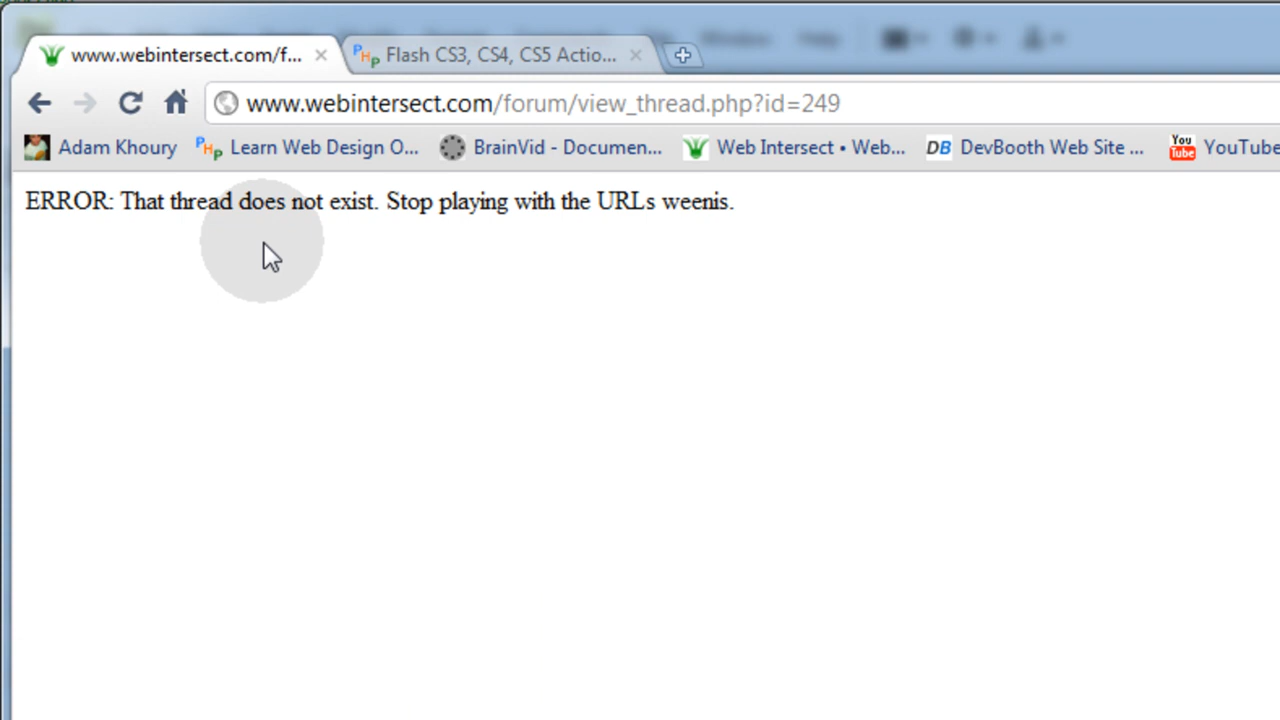 www.webintersect.com/f...
PHP Flash CS3, CS4, CS5 Actio...
www.webintersect.com/forum/view_thread.php?id=249
Adam Khoury PHP Learn Web Design O... BrainVid - Documen... Web Intersect • Web... DB DevBooth Web Site ... You Tube YouTube
ERROR: That thread does not exist. Stop playing with the URLs weenis.